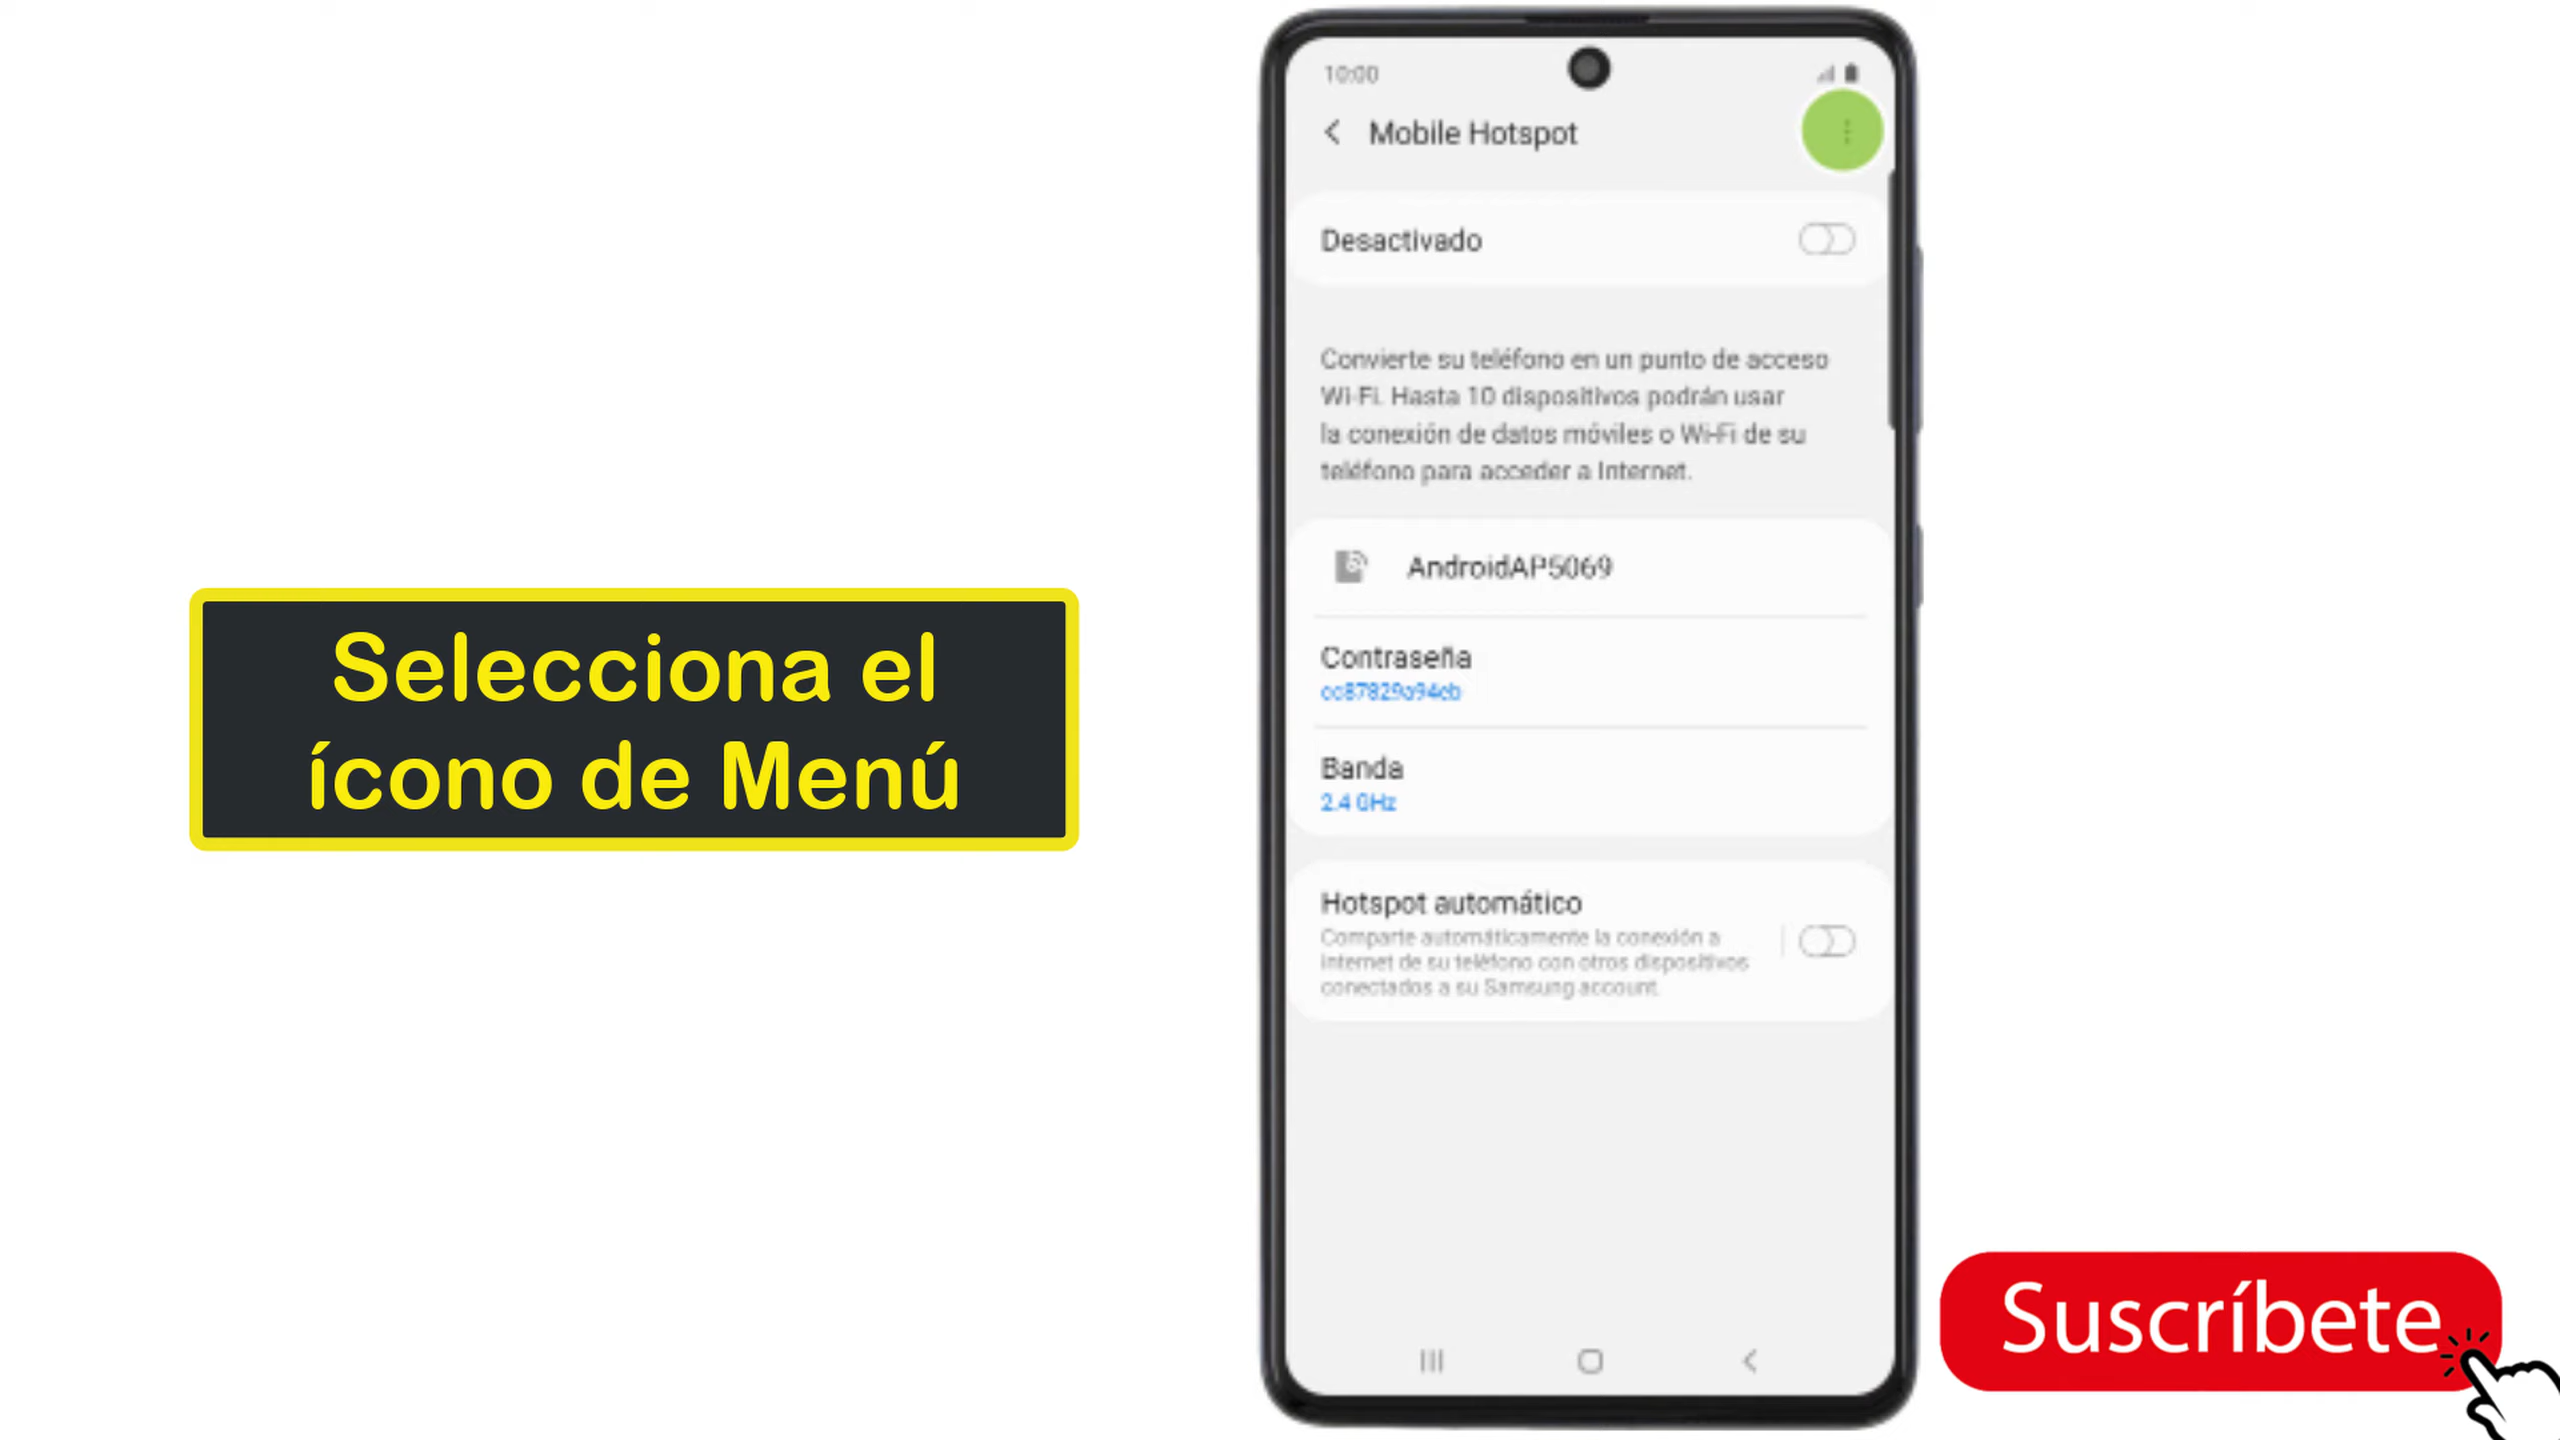 10:00
Mobile Hotspot
Desactivado
Convierte su teléfono en un punto de acceso
Wi-Fi. Hasta 10 dispositivos podrán usar
la conexión de datos móviles o Wi-Fi de su
teléfono para acceder a Internet.
AndroidAP5069
Contraseña
cc87829a94eb
Banda
2.4 GHz
Hotspot automático
Comparte automáticamente la conexión a
Internet de su teléfono con otros dispositivos
conectados a su Samsung account.
Selecciona el
ícono de Menú
Suscríbete